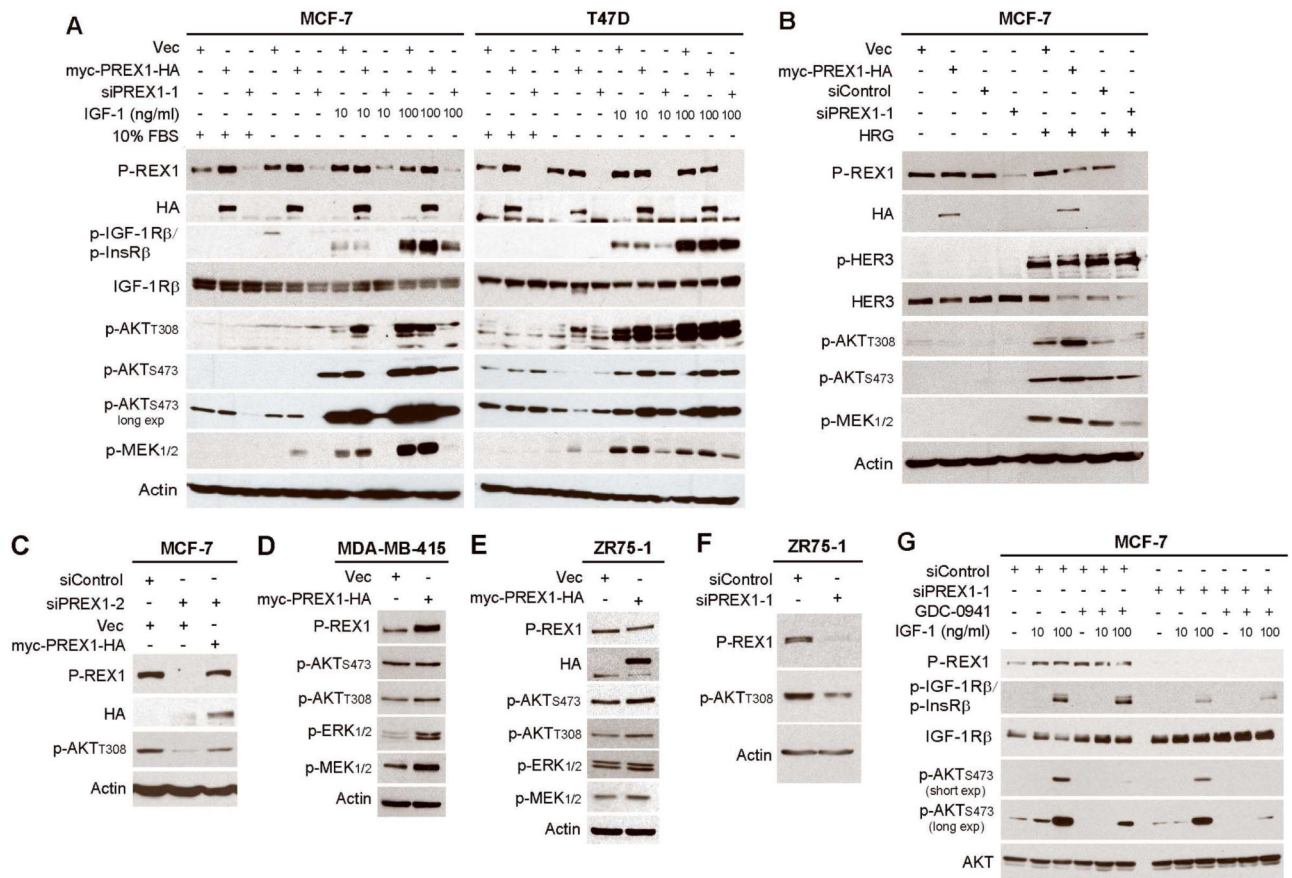 A
MCF-7
T47D
Vec + - - + - - + - - + - - + - - + - - + - - + - -
myc-PREX1-HA - + - - + - - + - - + - - + - - + - - + - - + -
siPREX1-1 - - + - - + - - + - - + - - + - - + - - + - - +
IGF-1 (ng/ml) - - - - - - 10 10 10 100 100 100 - - - - - - 10 10 10 100 100 100
10% FBS + + + - - - - - - - - - + + + - - - - - - - - -
P-REX1
HA
p-IGF-1Rβ/
p-InsRβ
IGF-1Rβ
p-AKTT308
p-AKTS473
p-AKTS473
long exp
p-MEK1/2
Actin
B
MCF-7
Vec + - - - + - - -
myc-PREX1-HA - + - - - + - -
siControl - - + - - - + -
siPREX1-1 - - - + - - - +
HRG - - - - + + + +
P-REX1
HA
p-HER3
HER3
p-AKTT308
p-AKTS473
p-MEK1/2
Actin
C
MCF-7
siControl + - -
siPREX1-2 - + +
Vec + + -
myc-PREX1-HA - - +
P-REX1
HA
p-AKTT308
Actin
D
MDA-MB-415
Vec + -
myc-PREX1-HA - +
P-REX1
p-AKTS473
p-AKTT308
p-ERK1/2
p-MEK1/2
Actin
E
ZR75-1
Vec + -
myc-PREX1-HA - +
P-REX1
HA
p-AKTS473
p-AKTT308
p-ERK1/2
p-MEK1/2
Actin
F
ZR75-1
siControl + -
siPREX1-1 - +
P-REX1
p-AKTT308
Actin
G
MCF-7
siControl + + + + + + - - - - - -
siPREX1-1 - - - - - - + + + + + +
GDC-0941 - - - + + + - - - + + +
IGF-1 (ng/ml) - 10 100 - 10 100 - 10 100 - 10 100
P-REX1
p-IGF-1Rβ/
p-InsRβ
IGF-1Rβ
p-AKTS473
(short exp)
p-AKTS473
(long exp)
AKT